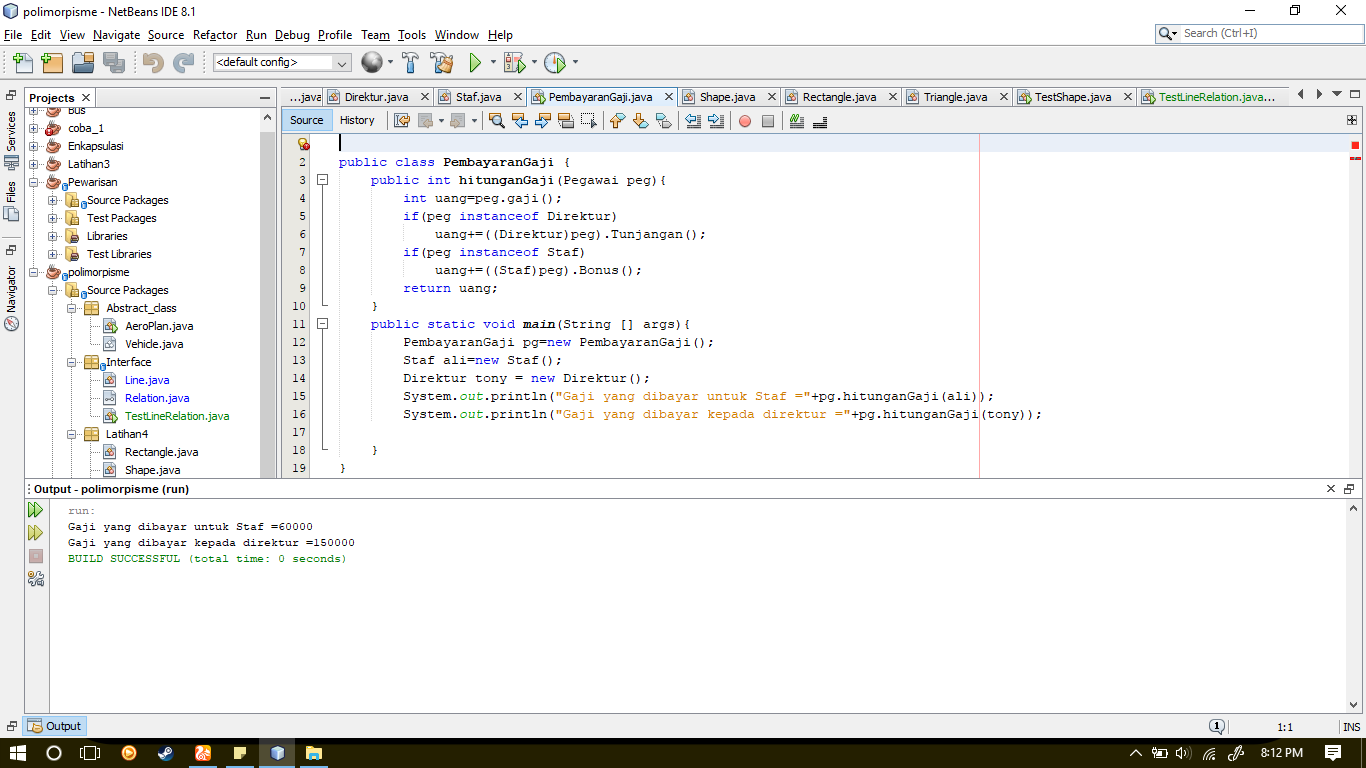 polimorpisme - NetBeans IDE 8.1
File Edit View Navigate Source Refactor Run Debug Profile Team Tools Window Help
Search (Ctrl+I)
<default config>
Projects
...java Direktur.java Staf.java PembayaranGaji.java Shape.java Rectangle.java Triangle.java TestShape.java TestLineRelation.java...
Source History
Services
Files
Navigator
Bus
coba_1
Enkapsulasi
Latihan3
Pewarisan
Source Packages
Test Packages
Libraries
Test Libraries
polimorpisme
Source Packages
Abstract_class
AeroPlan.java
Vehicle.java
Interface
Line.java
Relation.java
TestLineRelation.java
Latihan4
Rectangle.java
Shape.java
2 public class PembayaranGaji {
3 public int hitunganGaji(Pegawai peg){
4 int uang=peg.gaji();
5 if(peg instanceof Direktur)
6 uang+=((Direktur)peg).Tunjangan();
7 if(peg instanceof Staf)
8 uang+=((Staf)peg).Bonus();
9 return uang;
10 }
11 public static void main(String [] args){
12 PembayaranGaji pg=new PembayaranGaji();
13 Staf ali=new Staf();
14 Direktur tony = new Direktur();
15 System.out.println("Gaji yang dibayar untuk Staf ="+pg.hitunganGaji(ali));
16 System.out.println("Gaji yang dibayar kepada direktur ="+pg.hitunganGaji(tony));
17
18 }
19 }
Output - polimorpisme (run)
run:
Gaji yang dibayar untuk Staf =60000
Gaji yang dibayar kepada direktur =150000
BUILD SUCCESSFUL (total time: 0 seconds)
Output
1
1:1
INS
8:12 PM